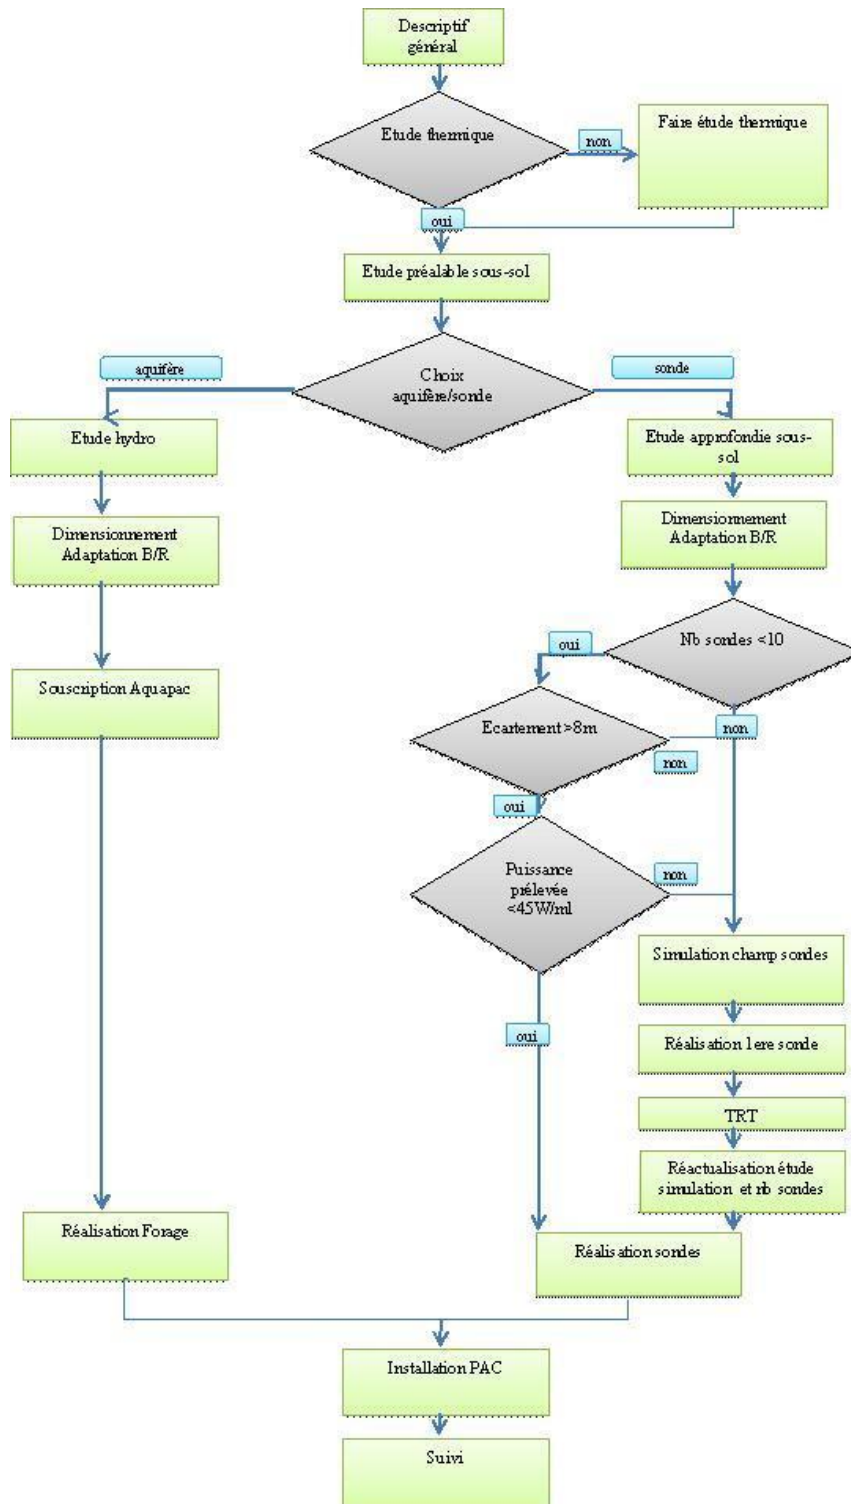 Descriptif
général
Etude thermique
non
Faire étude thermique
oui
Etude préalable sous-sol
aquifère
Choix
aquifère/sonde
sonde
Etude hydro
Etude approfondie sous-
sol
Dimensionnement
Adaptation B/R
Dimensionnement
Adaptation B/R
Souscription Aquapac
oui
Nb sondes <10
Ecartement >8m
non
non
oui
Puissance
prélevée
<45W/ml
non
oui
Simulation champ sondes
Réalisation 1ere sonde
TRT
Réactualisation étude
simulation et nb sondes
Réalisation Forage
Réalisation sondes
Installation PAC
Suivi